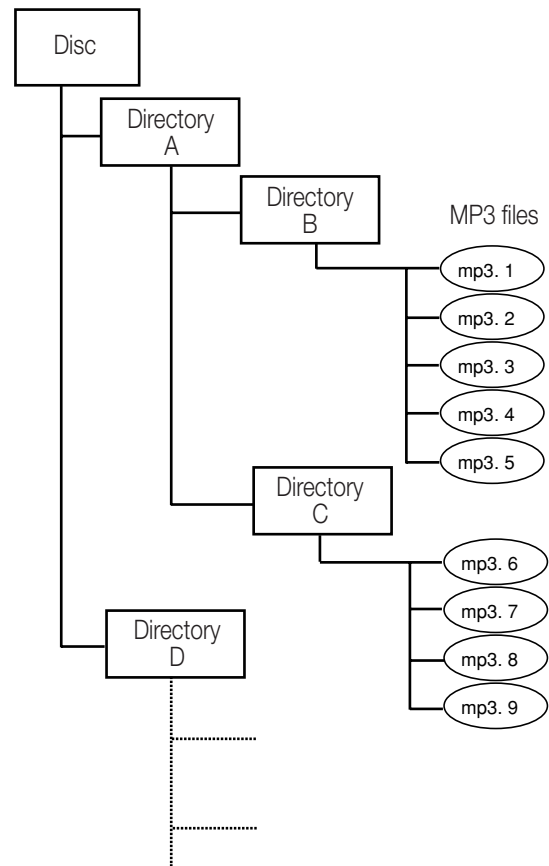 Disc
Directory
A
Directory
B
MP3 files
mp3. 1
mp3. 2
mp3. 3
mp3. 4
mp3. 5
Directory
C
mp3. 6
mp3. 7
mp3. 8
mp3. 9
Directory
D